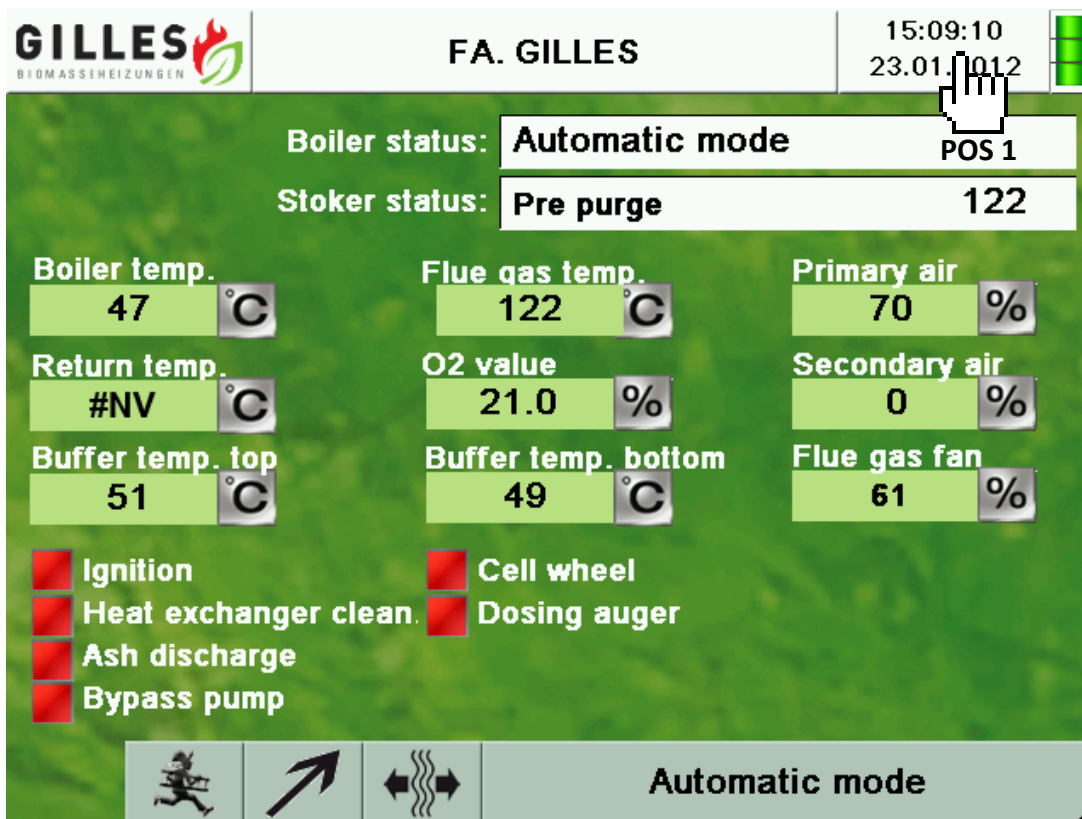 GILLES
BIOMASSEHEIZUNGEN
FA. GILLES
15:09:10
23.01.2012
POS 1
Boiler status: Automatic mode
Stoker status: Pre purge 122
Boiler temp. Flue gas temp. Primary air
47 °C 122 °C 70 %
Return temp. O2 value Secondary air
#NV °C 21.0 % 0 %
Buffer temp. top Buffer temp. bottom Flue gas fan
51 °C 49 °C 61 %
Ignition Cell wheel
Heat exchanger clean. Dosing auger
Ash discharge
Bypass pump
Automatic mode